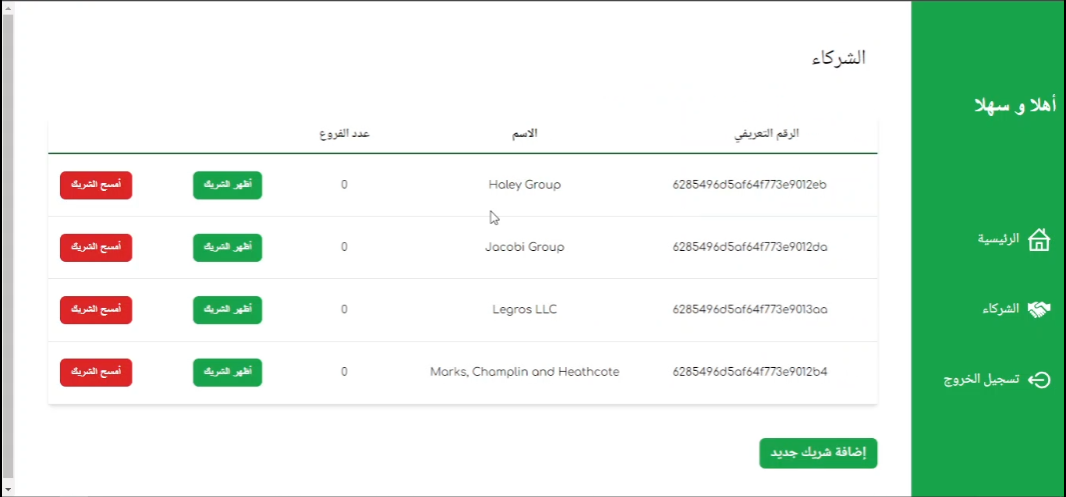 أهلا و سهلا
الرئيسية
الشركاء
تسجيل الخروج
الشركاء
الرقم التعريفي الاسم عدد الفروع
6285496d5af64f773e9012eb Haley Group 0 أظهر الشريك أمسح الشريك
6285496d5af64f773e9012da Jacobi Group 0 أظهر الشريك أمسح الشريك
6285496d5af64f773e9013aa Legros LLC 0 أظهر الشريك أمسح الشريك
6285496d5af64f773e9012b4 Marks, Champlin and Heathcote 0 أظهر الشريك أمسح الشريك
إضافة شريك جديد